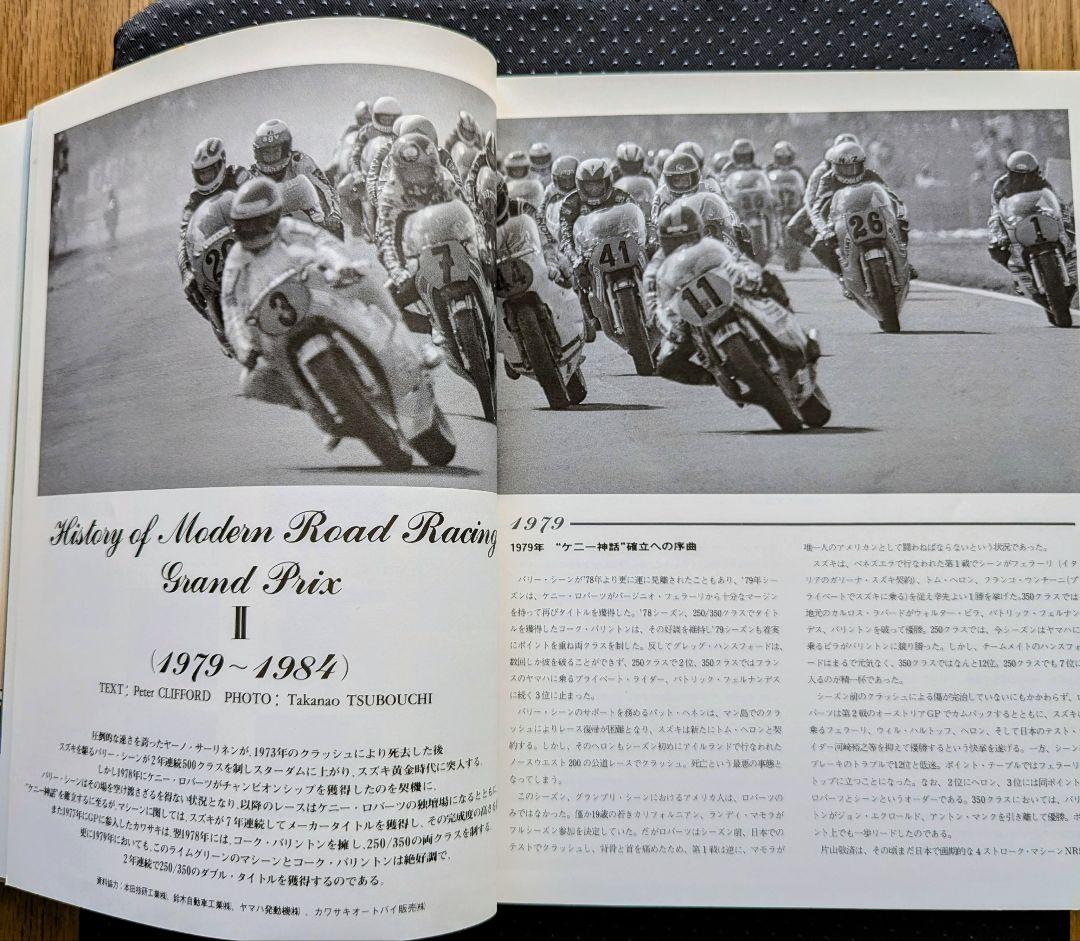 3
7
44
41
11
26
1
History of Modern Road Racing
Grand Prix
II
(1979～1984)
TEXT: Peter CLIFFORD PHOTO: Takanao TSUBOUCHI
圧倒的な速さを誇ったヤーノ・サーリネンが、1973年のクラッシュにより死去した後
スズキを駆るバリー・シーンが2年連続500クラスを制しスターダムに上がり、スズキ黄金時代に突入する。
しかし1978年にケニー・ロバーツがチャンピオンシップを獲得したのを契機に、
バリー・シーンはその場を空け渡さざるを得ない状況となり、以降のレースはケニー・ロバーツの独壇場になるとともに
“ケニー神話”を確立するに至るが、マシーンに関しては、スズキが7年連続してメーカータイトルを獲得し、その完成度の高さを
また1977年にGPに参入したカワサキは、翌1978年には、コーク・バリントンを擁し、250/350の両クラスを制する。
更に1979年においても、このライムグリーンのマシーンとコーク・バリントンは絶好調で、
2年連続で250/350のダブル・タイトルを獲得するのである。
資料協力：本田技研工業㈱、鈴木自動車工業㈱、ヤマハ発動機㈱、カワサキオートバイ販売㈱
1979
1979年 “ケニー神話”確立への序曲
バリー・シーンが'78年より更に運に見離されたこともあり、'79年シー
ズンは、ケニー・ロバーツがバージニオ・フェラーリから十分なマージン
を持って再びタイトルを獲得した。'78シーズン、250/350クラスでタイト
ルを獲得したコーク・バリントンは、その好調を維持し'79シーズンも着実
にポイントを重ね両クラスを制した。反してグレッグ・ハンスフォードは、
数回しか彼を破ることができず、250クラスで2位、350クラスではフラン
スのヤマハに乗るプライベート・ライダー、パトリック・フェルナンデス
に続く3位に止まった。
バリー・シーンのサポートを務めるパット・ヘネンは、マン島でのクラ
ッシュによりレース復帰が困難となり、スズキは新たにトム・ヘロンと契
約する。しかし、そのヘロンもシーズン初めにアイルランドで行なわれた
ノースウエスト200の公道レースでクラッシュ。死亡という最悪の事態と
なってしまう。
このシーズン、グランプリ・シーンにおけるアメリカ人は、ロバーツの
みではなかった。僅か19歳の若きカリフォルニアン、ランディ・マモラが
フルシーズン参加を決定していた。だがロバーツはシーズン前、日本での
テストでクラッシュし、背骨と首を痛めたため、第1戦は逆に、マモラが
唯一人のアメリカンとして闘わねばならないという状況であった。
スズキは、ベネズエラで行なわれた第1戦でシーンがフェラーリ（イタ
リアのガリーナ・スズキ契約）、トム・ヘロン、フランコ・ウンチーニ（プ
ライベートでスズキに乗る）を従え幸先よい1勝を挙げた。350クラスでは
地元のカルロス・ラバードがウォルター・ビラ、パトリック・フェルナン
デス、バリントンを破って優勝。250クラスでは、今シーズンはヤマハに
乗るビラがバリントンに競り勝った。しかし、チームメイトのハンスフォ
ードはまるで元気なく、350クラスではなんと12位、250クラスでも7位に
入るのが精一杯であった。
シーズン前のクラッシュによる傷が完治していないにもかかわらず、
バーツは第2戦のオーストリアGPでカムバックするとともに、スズキ
乗るフェラーリ、ウィル・ハルトッフ、ヘロン、そして日本のテスト・
イダー河崎裕之等を抑えて優勝するという快挙を遂げる。一方、シーン
ブレーキのトラブルで12位と低迷。ポイント・テーブルではフェラーリ
トップに立つことになった。なお、2位にヘロン、3位には同ポイント
ロバーツとシーンというオーダーである。350クラスにおいては、バリ
ントンがジョン・エクロールド、アントン・マンクを引き離して優勝。ポ
ント上でも一歩リードしたのである。
片山敬済は、その頃まだ日本で画期的な4ストローク・マシーンNR5